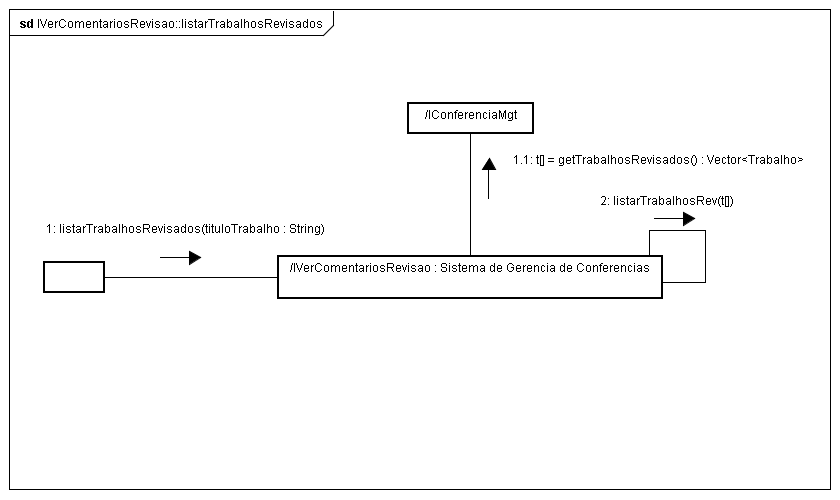 sd IVerComentariosRevisao::listarTrabalhosRevisados
/IConferenciaMgt
1.1: t[] = getTrabalhosRevisados() : Vector<Trabalho>
2: listarTrabalhosRev(t[])
1: listarTrabalhosRevisados(tituloTrabalho : String)
/IVerComentariosRevisao : Sistema de Gerencia de Conferencias